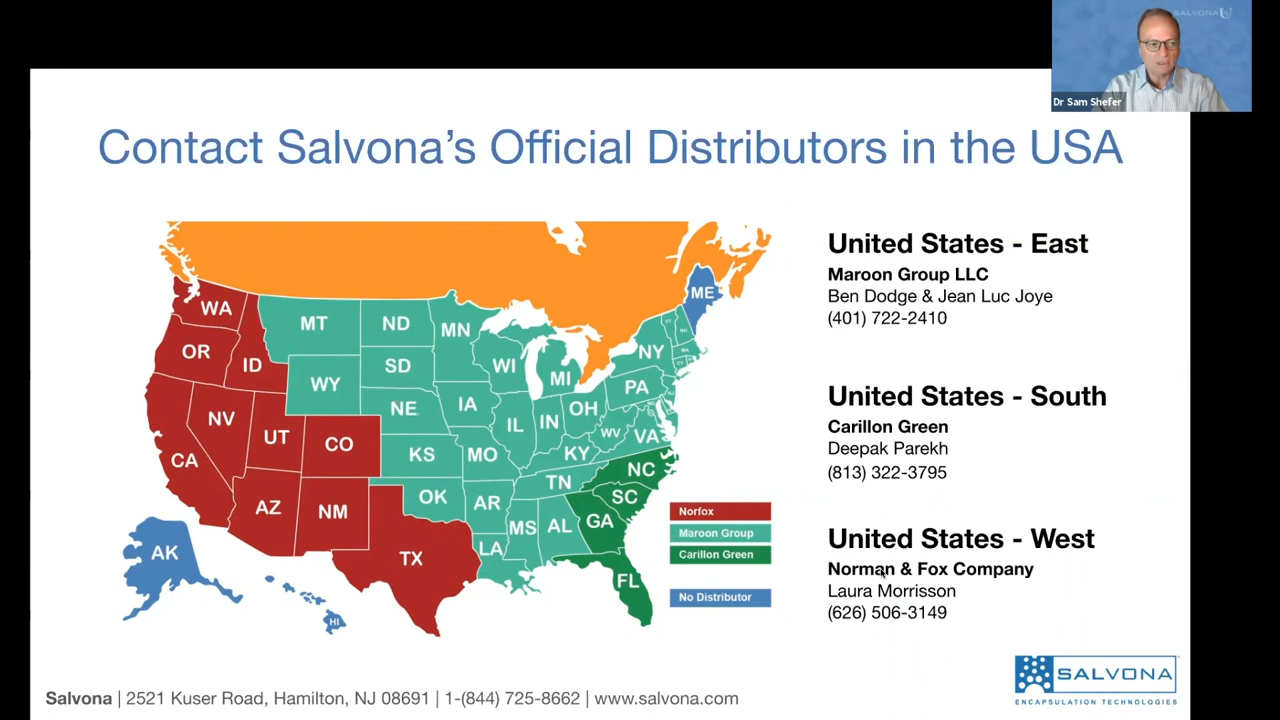 SALVONA
Dr Sam Shefer
Contact Salvona's Official Distributors in the USA
WA
OR
ID
MT
WY
ND
SD
NE
MN
WI
IA
MI
IL
IN
OH
NY
PA
ME
VT
NH
MA
CT
NV
UT
CO
CA
AZ
NM
KS
MO
KY
WV
VA
OK
AR
TN
NC
SC
TX
LA
MS
AL
GA
FL
AK
HI
Norfox
Maroon Group
Carillon Green
No Distributor
United States - East
Maroon Group LLC
Ben Dodge & Jean Luc Joye
(401) 722-2410
United States - South
Carillon Green
Deepak Parekh
(813) 322-3795
United States - West
Norman & Fox Company
Laura Morrisson
(626) 506-3149
Salvona | 2521 Kuser Road, Hamilton, NJ 08691 | 1-(844) 725-8662 | www.salvona.com
SALVONA
ENCAPSULATION TECHNOLOGIES